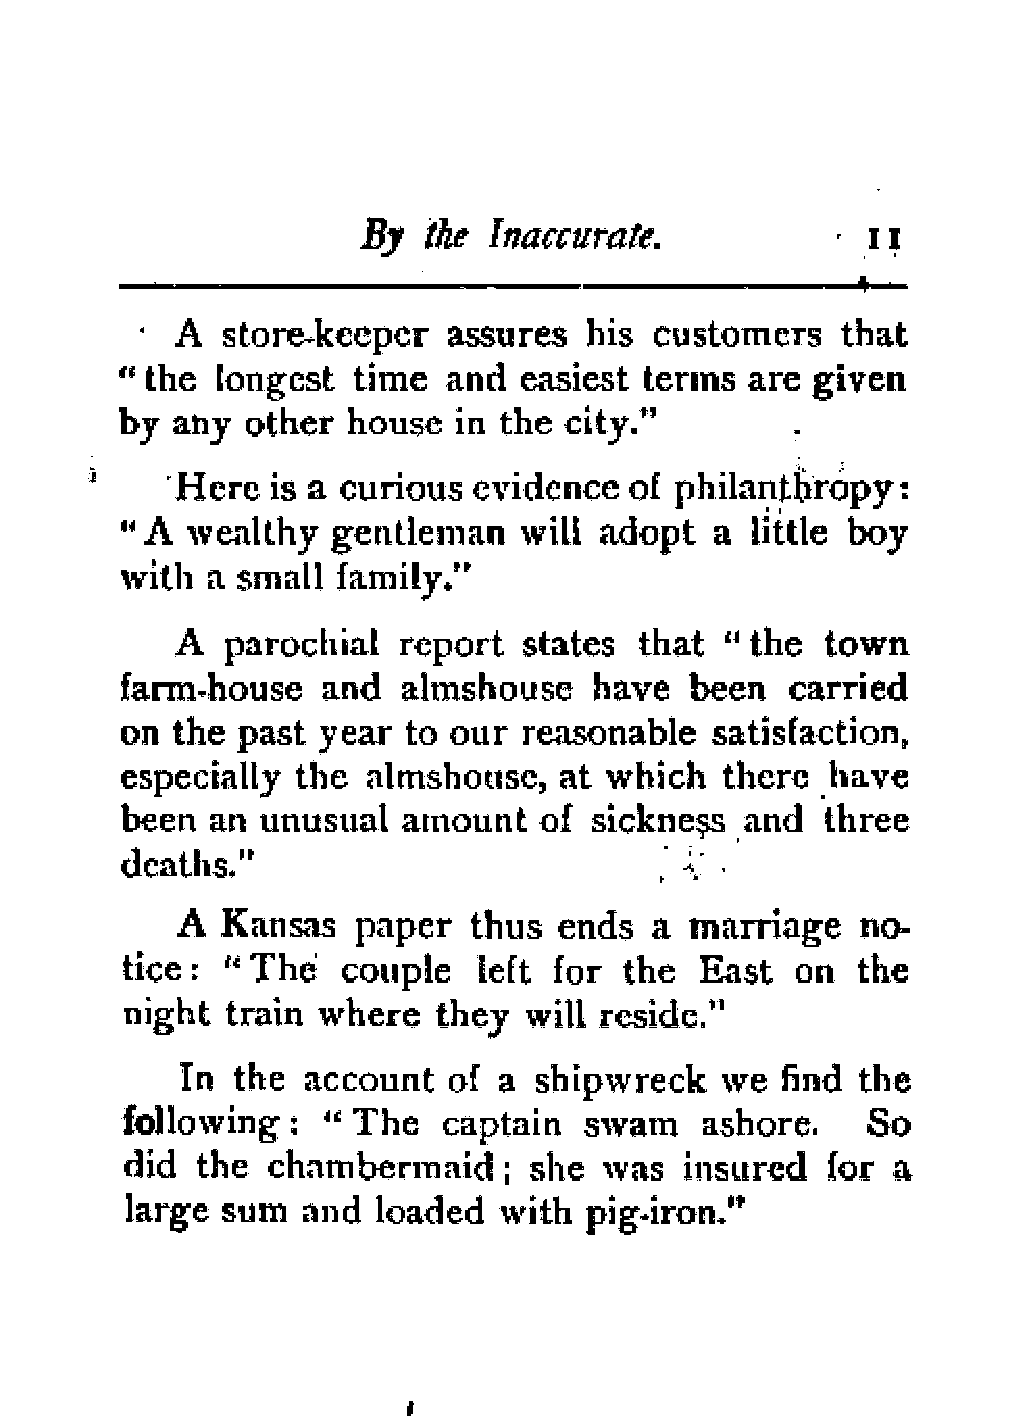 By the Inaccurate. 11
A store-keeper assures his customers that
"the longest time and easiest terms are given
by any other house in the city."
Here is a curious evidence of philanthropy:
"A wealthy gentleman will adopt a little boy
with a small family."
A parochial report states that "the town
farm-house and almshouse have been carried
on the past year to our reasonable satisfaction,
especially the almshouse, at which there have
been an unusual amount of sickness and three
deaths."
A Kansas paper thus ends a marriage no-
tice: "The couple left for the East on the
night train where they will reside."
In the account of a shipwreck we find the
following: "The captain swam ashore. So
did the chambermaid; she was insured for a
large sum and loaded with pig-iron."